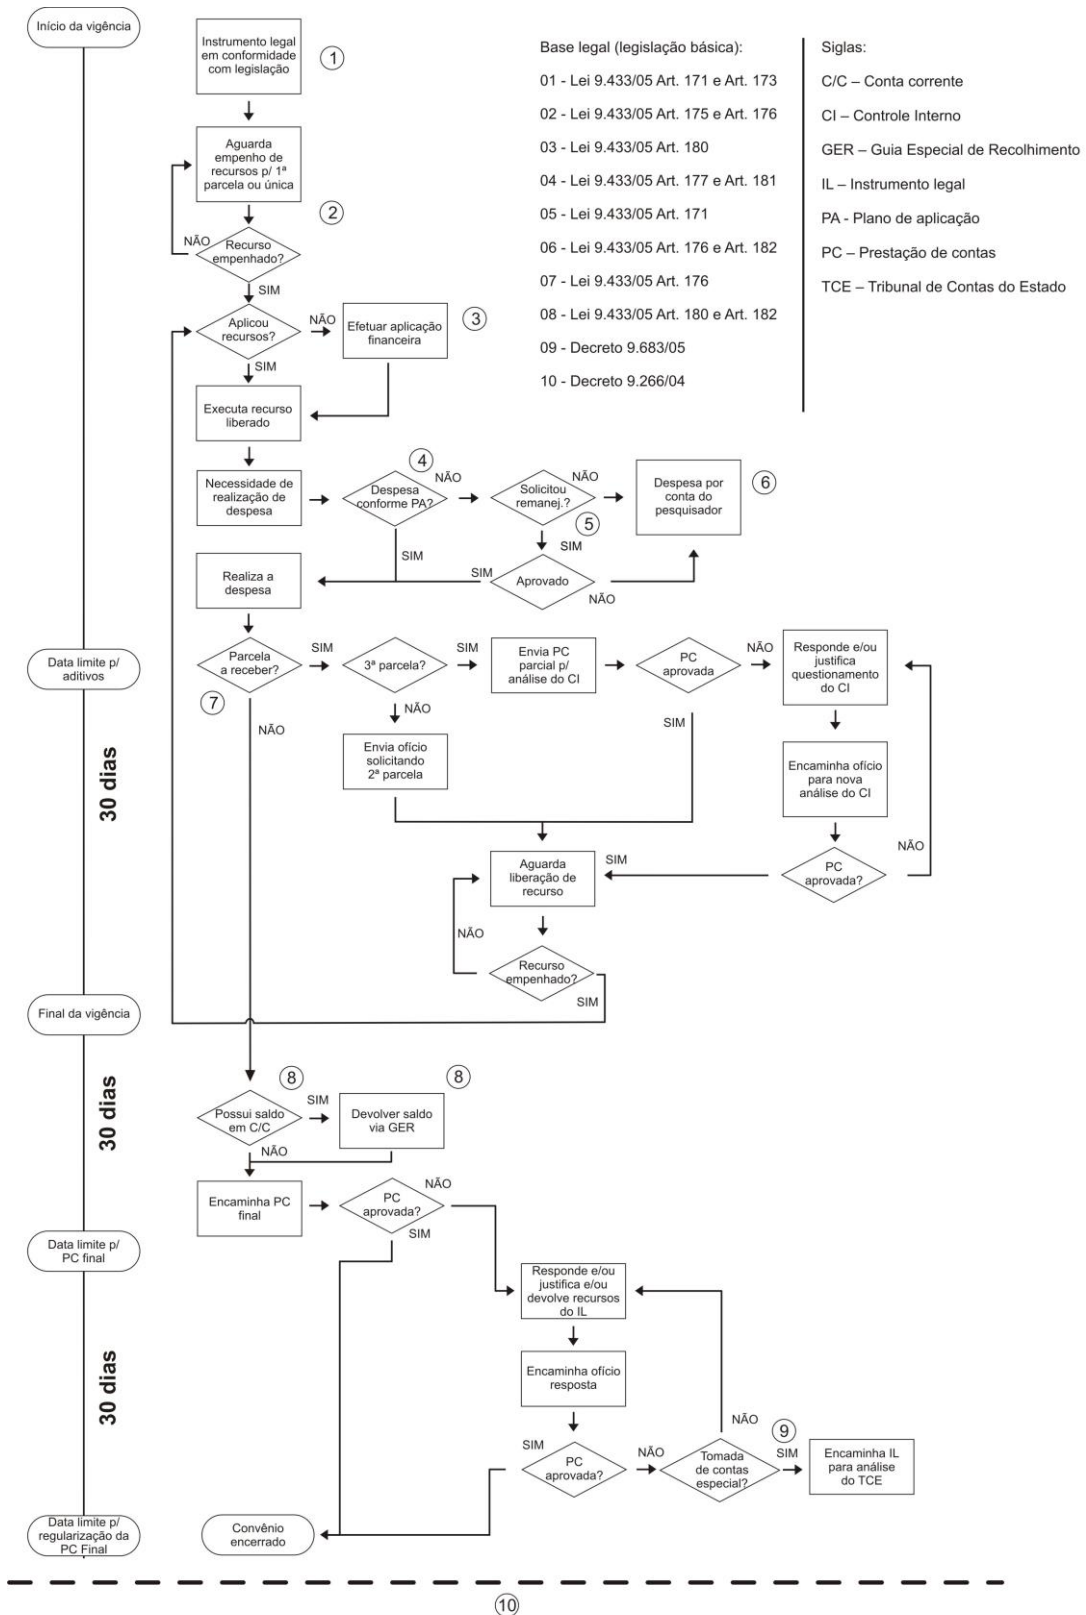 Início da vigência
Instrumento legal
em conformidade
com legislação
1
Base legal (legislação básica):
01 - Lei 9.433/05 Art. 171 e Art. 173
02 - Lei 9.433/05 Art. 175 e Art. 176
03 - Lei 9.433/05 Art. 180
04 - Lei 9.433/05 Art. 177 e Art. 181
05 - Lei 9.433/05 Art. 171
06 - Lei 9.433/05 Art. 176 e Art. 182
07 - Lei 9.433/05 Art. 176
08 - Lei 9.433/05 Art. 180 e Art. 182
09 - Decreto 9.683/05
10 - Decreto 9.266/04
Siglas:
C/C – Conta corrente
CI – Controle Interno
GER – Guia Especial de Recolhimento
IL – Instrumento legal
PA - Plano de aplicação
PC – Prestação de contas
TCE – Tribunal de Contas do Estado
Aguarda
empenho de
recursos p/ 1ª
parcela ou única
2
NÃO
Recurso
empenhado?
SIM
Aplicou
recursos?
NÃO
Efetuar aplicação
financeira
3
SIM
Executa recurso
liberado
Necessidade de
realização de
despesa
4
Despesa
conforme PA?
NÃO
Solicitou
remanej.?
NÃO
Despesa por
conta do
pesquisador
6
5
SIM
SIM
Realiza a
despesa
SIM
Aprovado
NÃO
Data limite p/
aditivos
Parcela
a receber?
SIM
3ª parcela?
SIM
Envia PC
parcial p/
análise do CI
PC
aprovada
NÃO
Responde e/ou
justifica
questionamento
do CI
7
NÃO
NÃO
SIM
30 dias
Envia ofício
solicitando
2ª parcela
Encaminha ofício
para nova
análise do CI
NÃO
Aguarda
liberação de
recurso
SIM
PC
aprovada?
NÃO
Recurso
empenhado?
SIM
Final da vigência
30 dias
8
Possui saldo
em C/C
SIM
8
Devolver saldo
via GER
NÃO
Encaminha PC
final
PC
aprovada?
NÃO
SIM
Data limite p/
PC final
Responde e/ou
justifica e/ou
devolve recursos
do IL
30 dias
Encaminha ofício
resposta
NÃO
SIM
PC
aprovada?
NÃO
Tomada
de contas
especial?
9
SIM
Encaminha IL
para análise
do TCE
Data limite p/
regularização da
PC Final
Convênio
encerrado
10